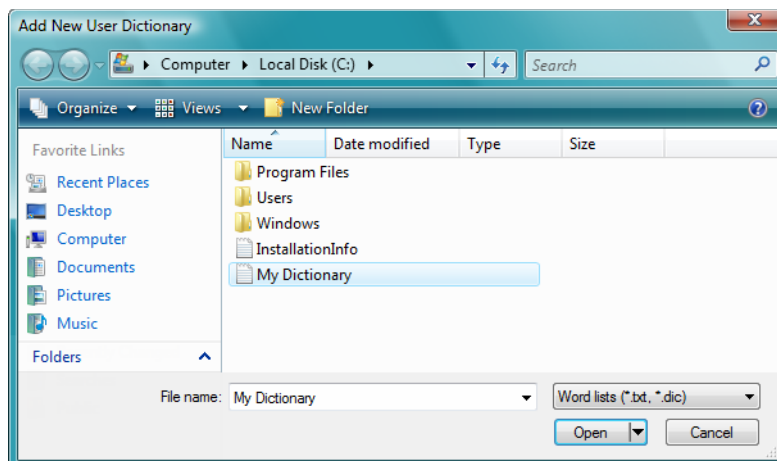 Add New User Dictionary
Computer Local Disk (C:) Search
Organize Views New Folder
Favorite Links
Recent Places
Desktop
Computer
Documents
Pictures
Music
Folders
Name Date modified Type Size
Program Files
Users
Windows
InstallationInfo
My Dictionary
File name: My Dictionary Word lists (*.txt, *.dic)
Open Cancel